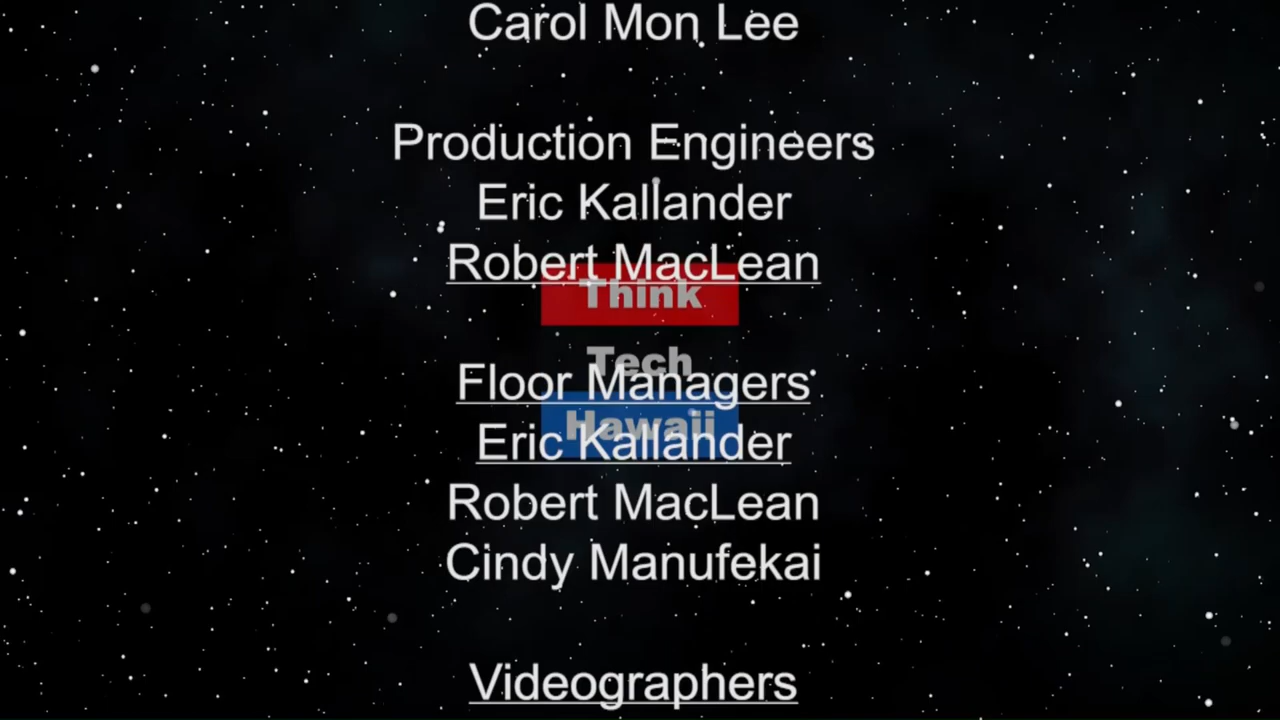 Carol Mon Lee
Production Engineers
Eric Kallander
Robert MacLean
Think
Tech
Floor Managers
Hawaii
Eric Kallander
Robert MacLean
Cindy Manufekai
Videographers